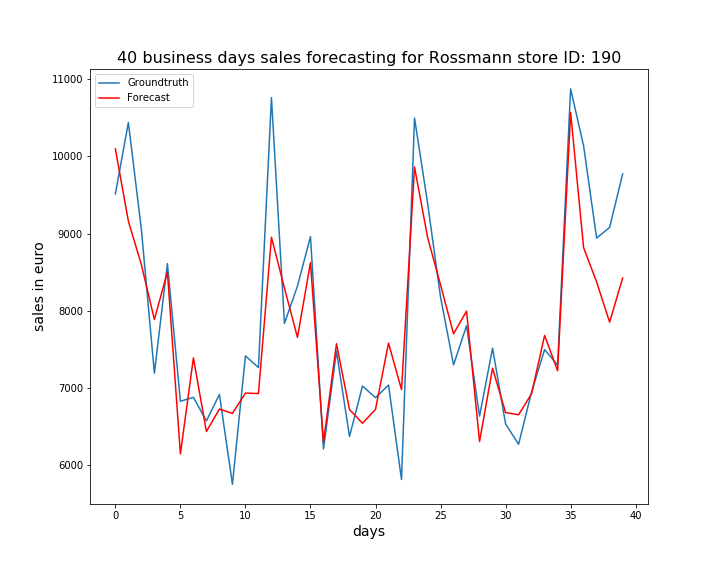 40 business days sales forecasting for Rossmann store ID: 190
Groundtruth
Forecast
11000
10000
9000
8000
7000
6000
sales in euro
0 5 10 15 20 25 30 35 40
days